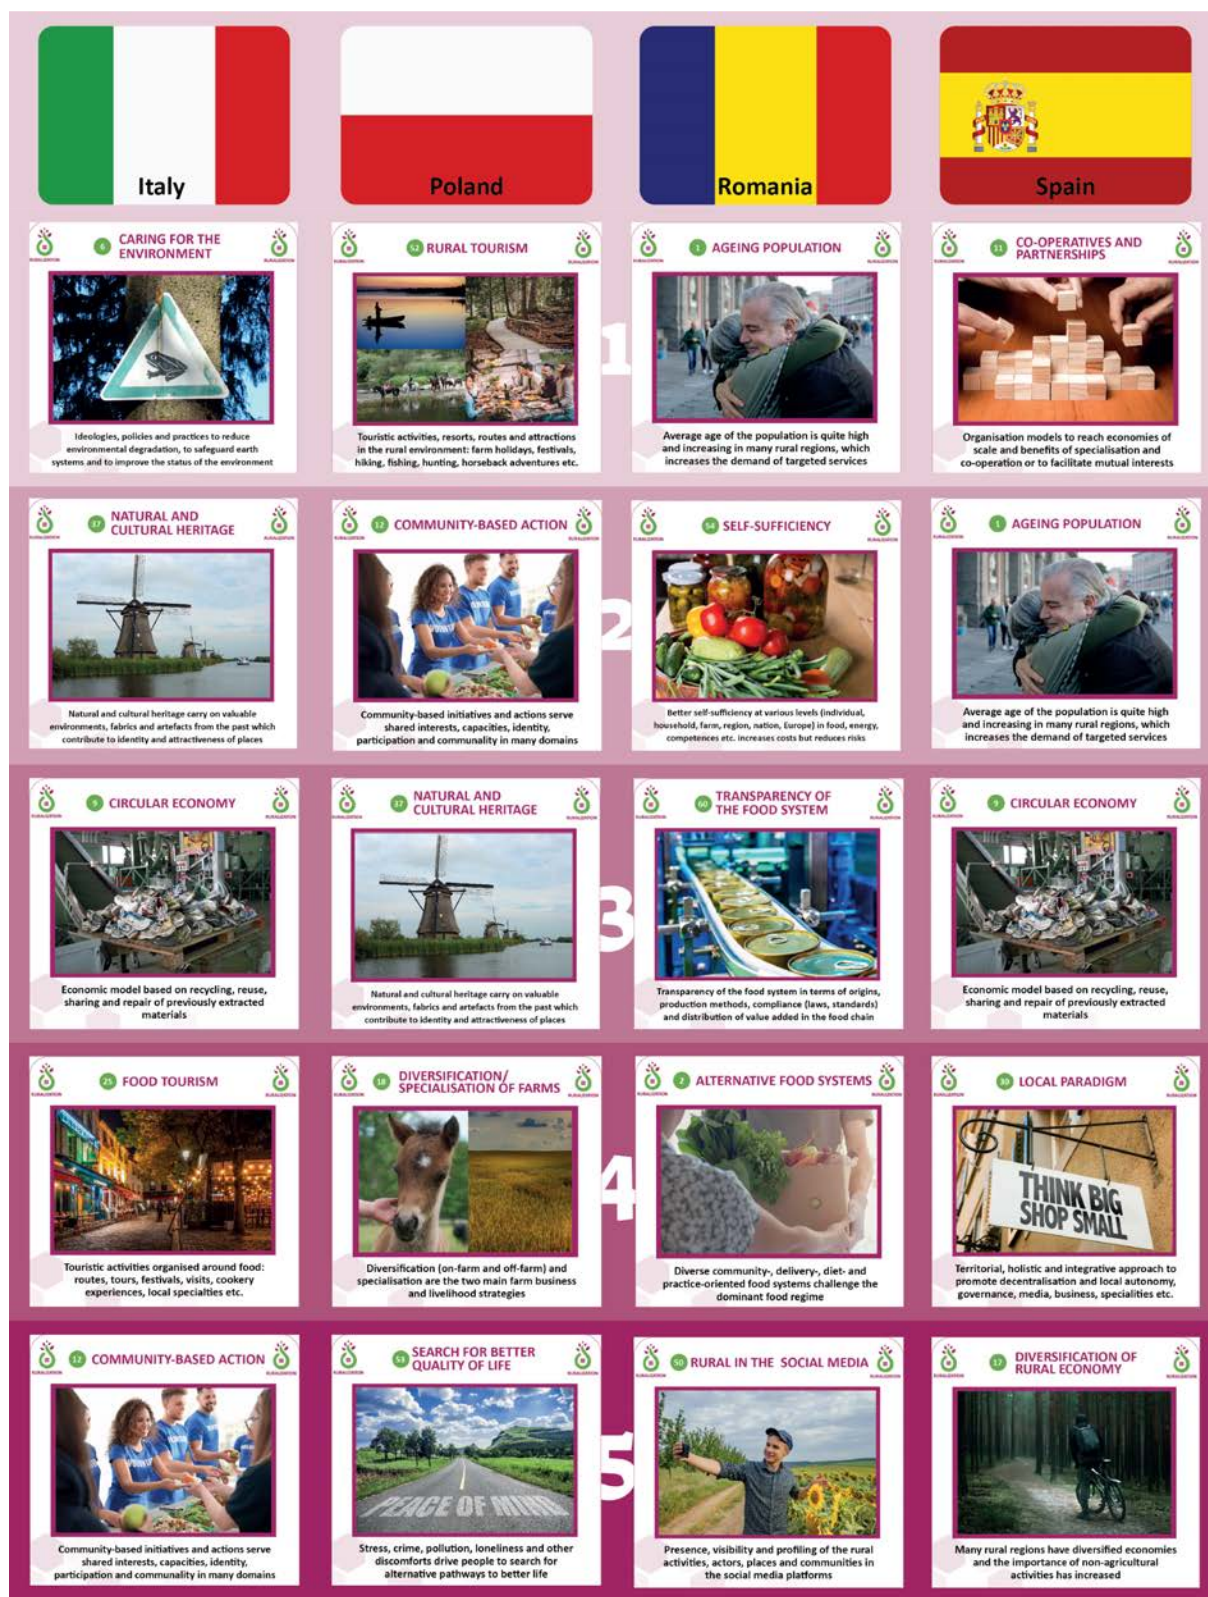 Italy
Poland
Romania
Spain
6 CARING FOR THE
ENVIRONMENT
RURALIZATION
Ideologies, policies and practices to reduce
environmental degradation, to safeguard earth
systems and to improve the status of the environment
52 RURAL TOURISM
RURALIZATION
Touristic activities, resorts, routes and attractions
in the rural environment: farm holidays, festivals,
hiking, fishing, hunting, horseback adventures etc.
1
1 AGEING POPULATION
RURALIZATION
Average age of the population is quite high
and increasing in many rural regions, which
increases the demand of targeted services
11 CO-OPERATIVES AND
PARTNERSHIPS
RURALIZATION
Organisation models to reach economies of
scale and benefits of specialisation and
co-operation or to facilitate mutual interests
37 NATURAL AND
CULTURAL HERITAGE
RURALIZATION
Natural and cultural heritage carry on valuable
environments, fabrics and artefacts from the past which
contribute to identity and attractiveness of places
12 COMMUNITY-BASED ACTION
RURALIZATION
Community-based initiatives and actions serve
shared interests, capacities, identity,
participation and communality in many domains
2
54 SELF-SUFFICIENCY
RURALIZATION
Better self-sufficiency at various levels (individual,
household, farm, region, nation, Europe) in food, energy,
competences etc. increases costs but reduces risks
1 AGEING POPULATION
RURALIZATION
Average age of the population is quite high
and increasing in many rural regions, which
increases the demand of targeted services
9 CIRCULAR ECONOMY
RURALIZATION
Economic model based on recycling, reuse,
sharing and repair of previously extracted
materials
37 NATURAL AND
CULTURAL HERITAGE
RURALIZATION
Natural and cultural heritage carry on valuable
environments, fabrics and artefacts from the past which
contribute to identity and attractiveness of places
3
60 TRANSPARENCY OF
THE FOOD SYSTEM
RURALIZATION
Transparency of the food system in terms of origins,
production methods, compliance (laws, standards)
and distribution of value added in the food chain
9 CIRCULAR ECONOMY
RURALIZATION
Economic model based on recycling, reuse,
sharing and repair of previously extracted
materials
25 FOOD TOURISM
RURALIZATION
Touristic activities organised around food:
routes, tours, festivals, visits, cookery
experiences, local specialties etc.
18 DIVERSIFICATION/
SPECIALISATION OF FARMS
RURALIZATION
Diversification (on-farm and off-farm) and
specialisation are the two main farm business
and livelihood strategies
4
2 ALTERNATIVE FOOD SYSTEMS
RURALIZATION
Diverse community-, delivery-, diet- and
practice-oriented food systems challenge the
dominant food regime
30 LOCAL PARADIGM
RURALIZATION
THINK BIG
SHOP SMALL
Territorial, holistic and integrative approach to
promote decentralisation and local autonomy,
governance, media, business, specialities etc.
12 COMMUNITY-BASED ACTION
RURALIZATION
Community-based initiatives and actions serve
shared interests, capacities, identity,
participation and communality in many domains
53 SEARCH FOR BETTER
QUALITY OF LIFE
RURALIZATION
PEACE OF MIND
Stress, crime, pollution, loneliness and other
discomforts drive people to search for
alternative pathways to better life
5
50 RURAL IN THE SOCIAL MEDIA
RURALIZATION
Presence, visibility and profiling of the rural
activities, actors, places and communities in
the social media platforms
17 DIVERSIFICATION OF
RURAL ECONOMY
RURALIZATION
Many rural regions have diversified economies
and the importance of non-agricultural
activities has increased